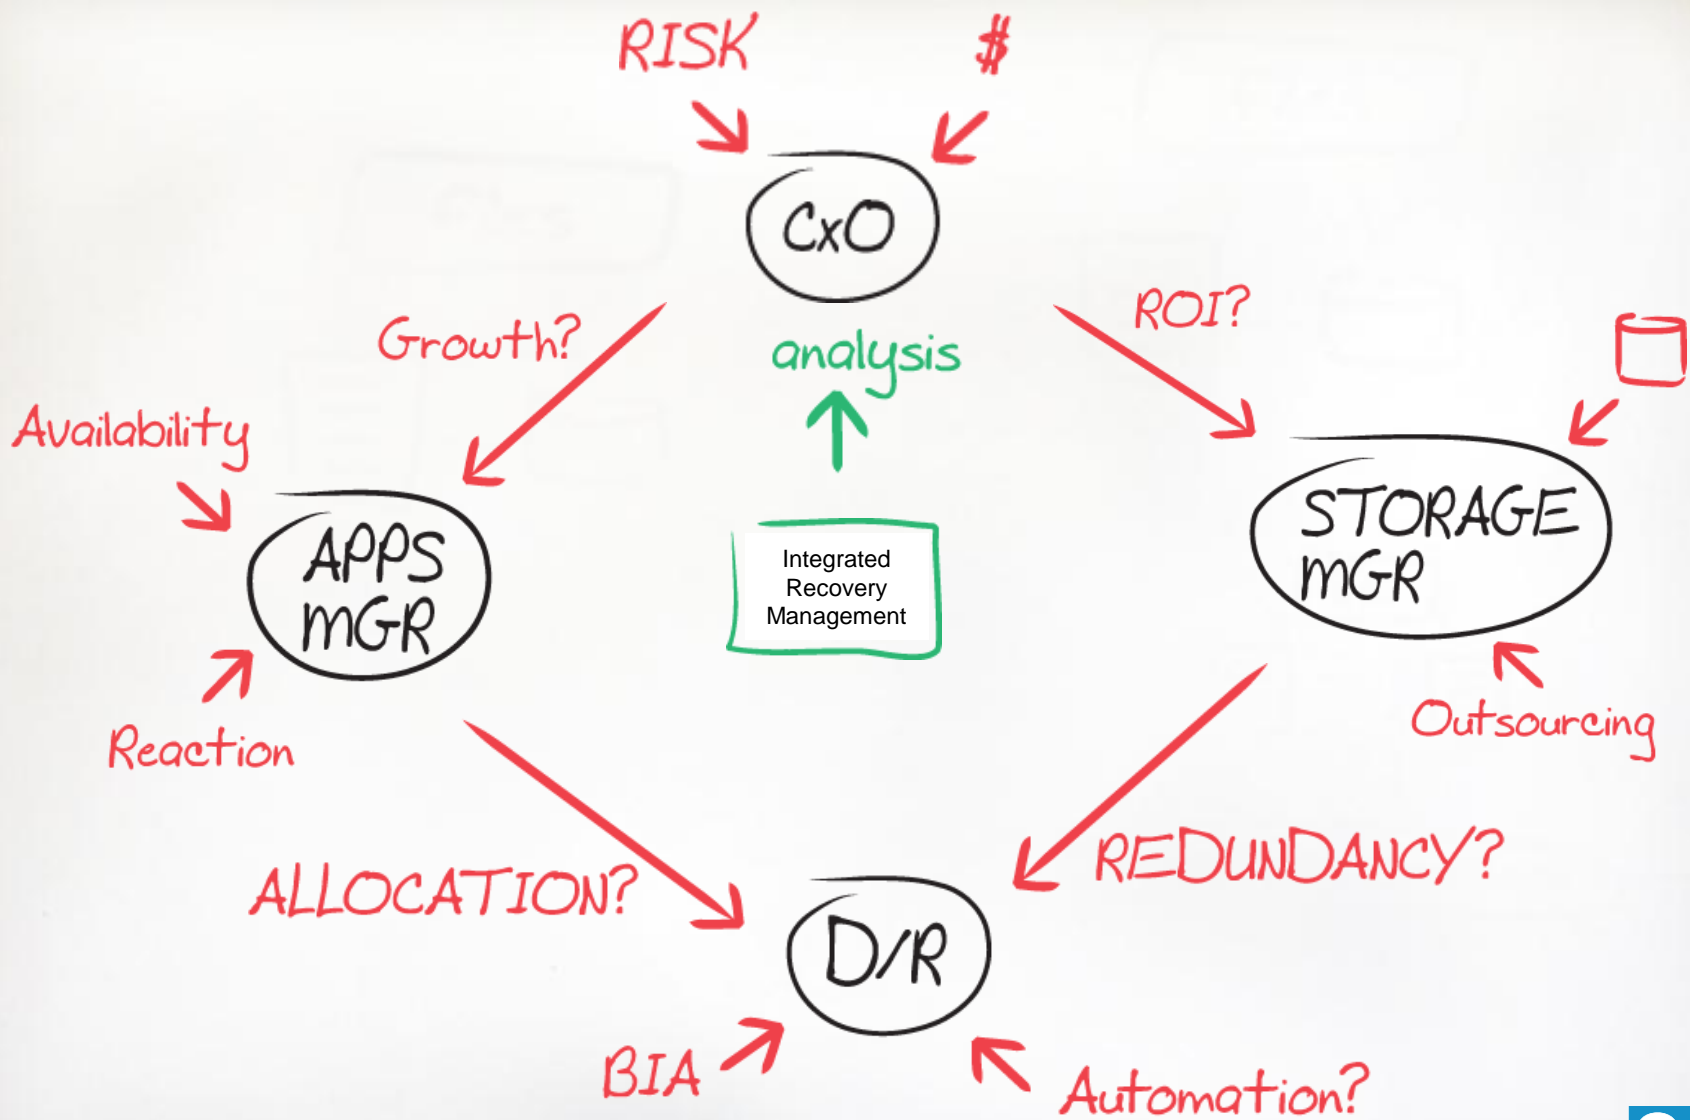 RISK
$
CxO
Growth?
ROI?
analysis
Availability
APPS
MGR
STORAGE
MGR
Integrated
Recovery
Management
Reaction
Outsourcing
ALLOCATION?
REDUNDANCY?
D/R
BIA
Automation?